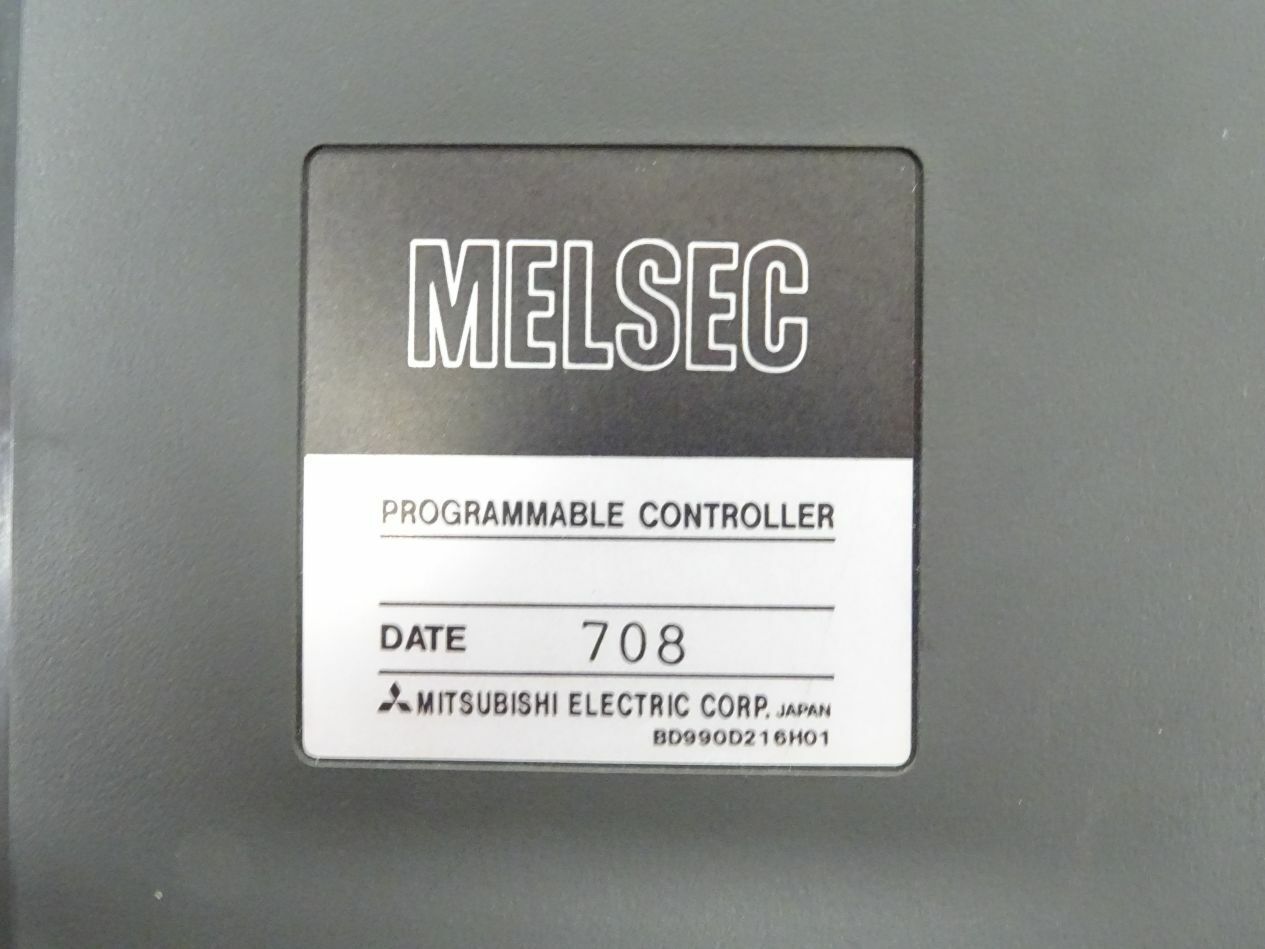 MELSEC
PROGRAMMABLE CONTROLLER
DATE 708
MITSUBISHI ELECTRIC CORP. JAPAN
BD990D216H01